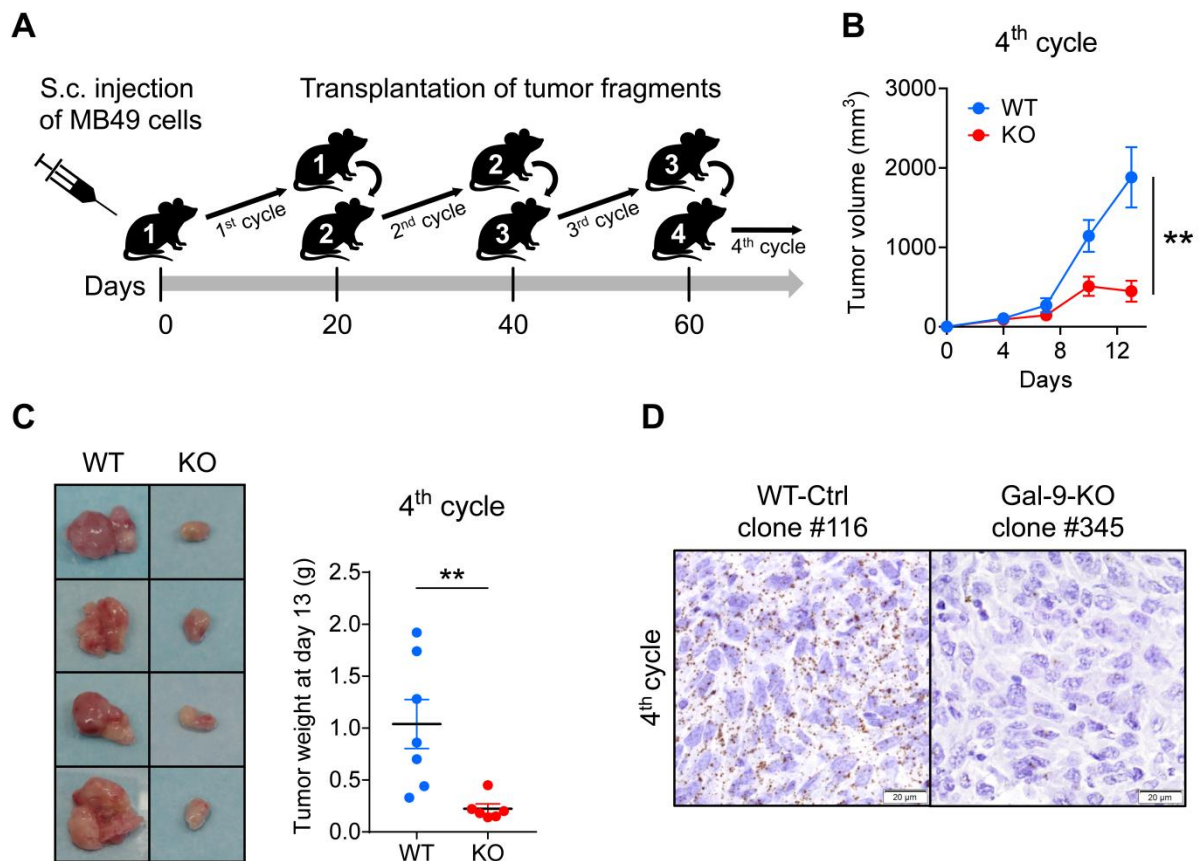 A
S.c. injection
of MB49 cells
Transplantation of tumor fragments
1
1st cycle
1
2
2nd cycle
2
3
3rd cycle
3
4
4th cycle
Days
0
20
40
60
B
4th cycle
3000
2000
1000
0
Tumor volume (mm3)
WT
KO
**
0
4
8
12
Days
C
WT
KO
4th cycle
Tumor weight at day 13 (g)
2.5
2.0
1.5
1.0
0.5
0.0
**
WT
KO
D
WT-Ctrl
clone #116
Gal-9-KO
clone #345
4th cycle
20 µm
20 µm